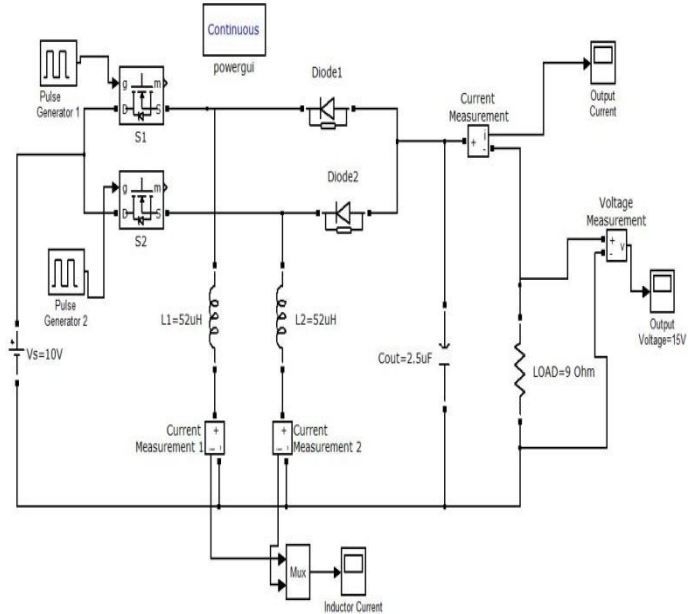 Continuous
powergui
Pulse
Generator 1
g
m
D
S
S1
Diode1
Current
Measurement
+
i
-
Output
Current
Diode2
g
m
D
S
S2
Voltage
Measurement
+
v
-
Pulse
Generator 2
L1=52uH
L2=52uH
Output
Voltage=15V
+
Vs=10V
Cout=2.5uF
LOAD=9 Ohm
Current
Measurement 1
+
Current
Measurement 2
+
Mux
Inductor Current